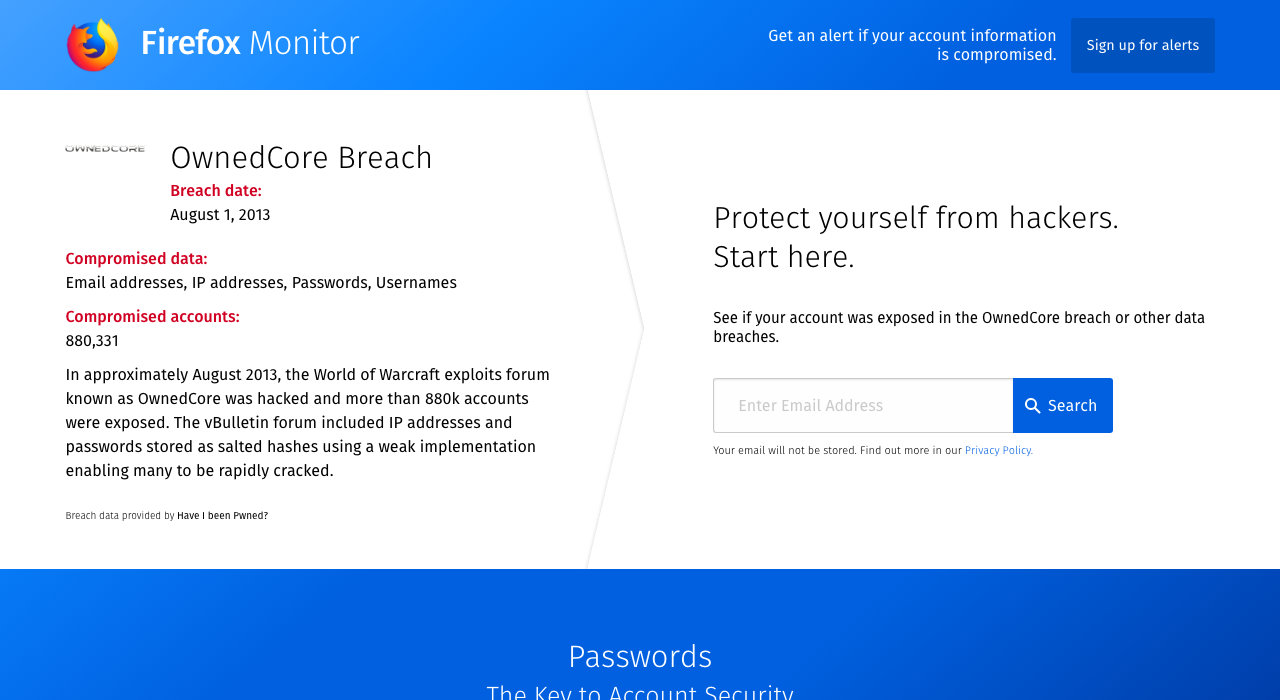 Firefox Monitor
Get an alert if your account information
is compromised.
Sign up for alerts
OWNEDCORE
OwnedCore Breach
Breach date:
August 1, 2013
Compromised data:
Email addresses, IP addresses, Passwords, Usernames
Compromised accounts:
880,331
In approximately August 2013, the World of Warcraft exploits forum
known as OwnedCore was hacked and more than 880k accounts
were exposed. The vBulletin forum included IP addresses and
passwords stored as salted hashes using a weak implementation
enabling many to be rapidly cracked.
Breach data provided by Have I been Pwned?
Protect yourself from hackers.
Start here.
See if your account was exposed in the OwnedCore breach or other data
breaches.
Enter Email Address
Search
Your email will not be stored. Find out more in our Privacy Policy.
Passwords
The Key to Account Security